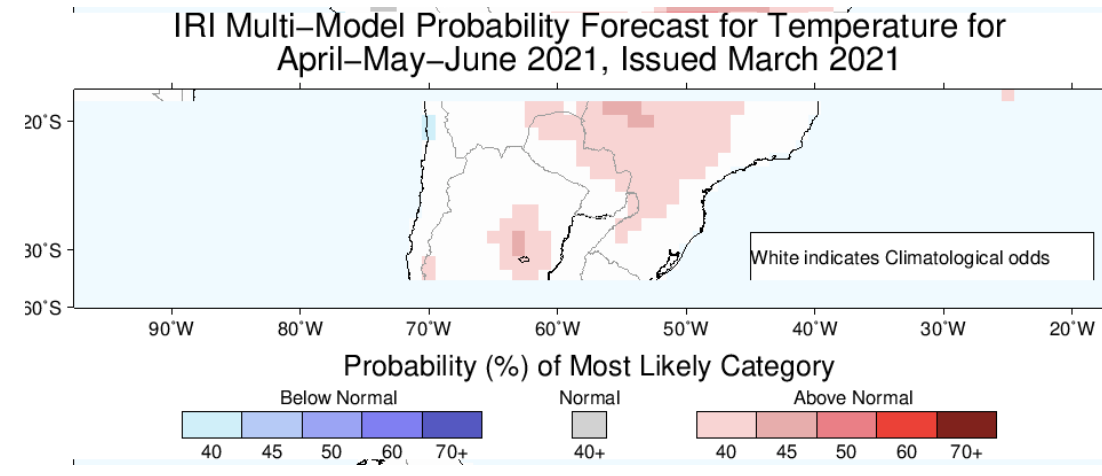 IRI Multi−Model Probability Forecast for Temperature for
April−May−June 2021, Issued March 2021
20˚S
30˚S
60˚S
White indicates Climatological odds
90˚W 80˚W 70˚W 60˚W 50˚W 40˚W 30˚W 20˚W
Probability (%) of Most Likely Category
Below Normal Normal Above Normal
40 45 50 60 70+ 40+ 40 45 50 60 70+